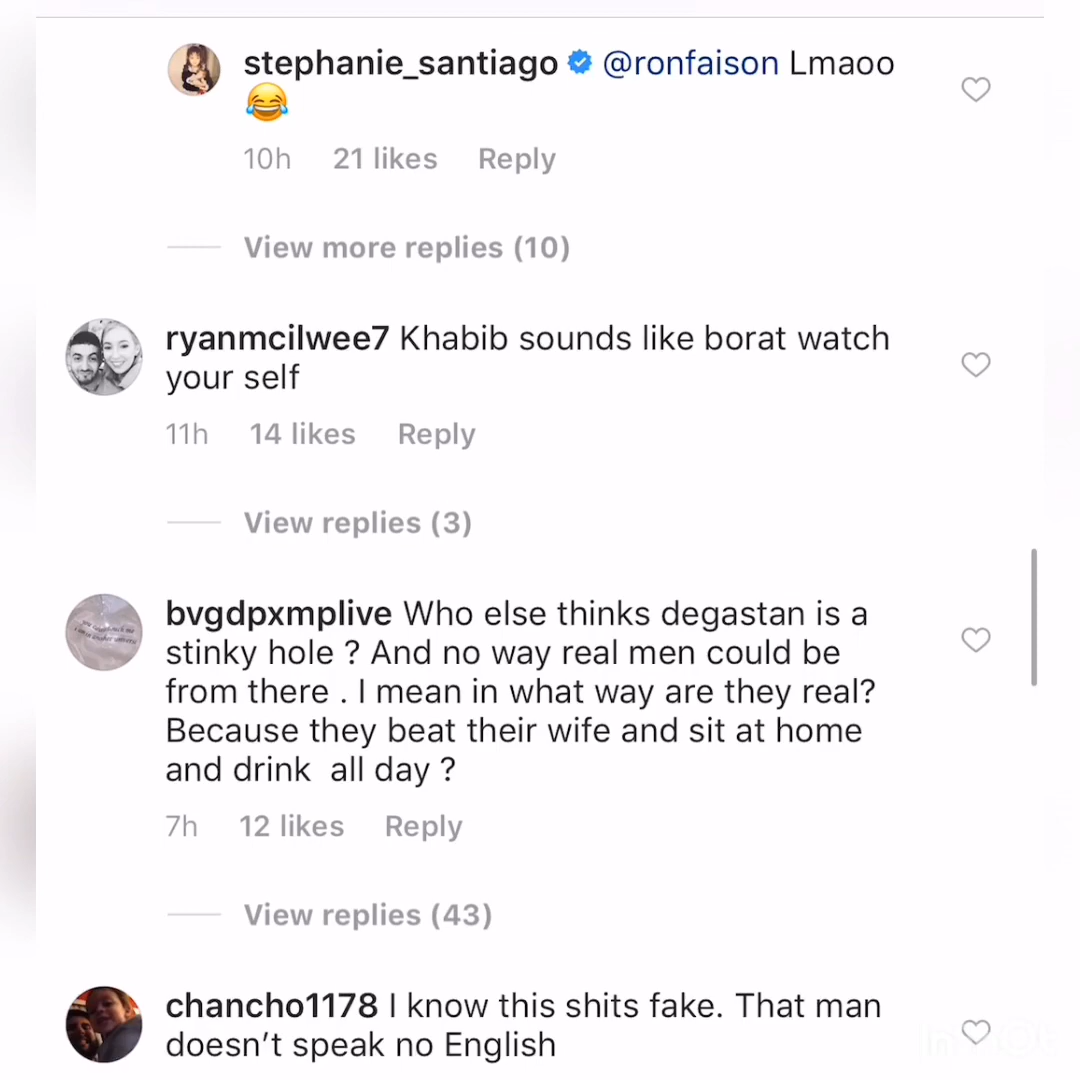 stephanie_santiago @ronfaison Lmaoo
😂
10h 21 likes Reply
View more replies (10)
ryanmcilwee7 Khabib sounds like borat watch
your self
11h 14 likes Reply
View replies (3)
bvgdpxmplive Who else thinks degastan is a
stinky hole ? And no way real men could be
from there . I mean in what way are they real?
Because they beat their wife and sit at home
and drink all day ?
7h 12 likes Reply
View replies (43)
chancho1178 I know this shits fake. That man
doesn’t speak no English